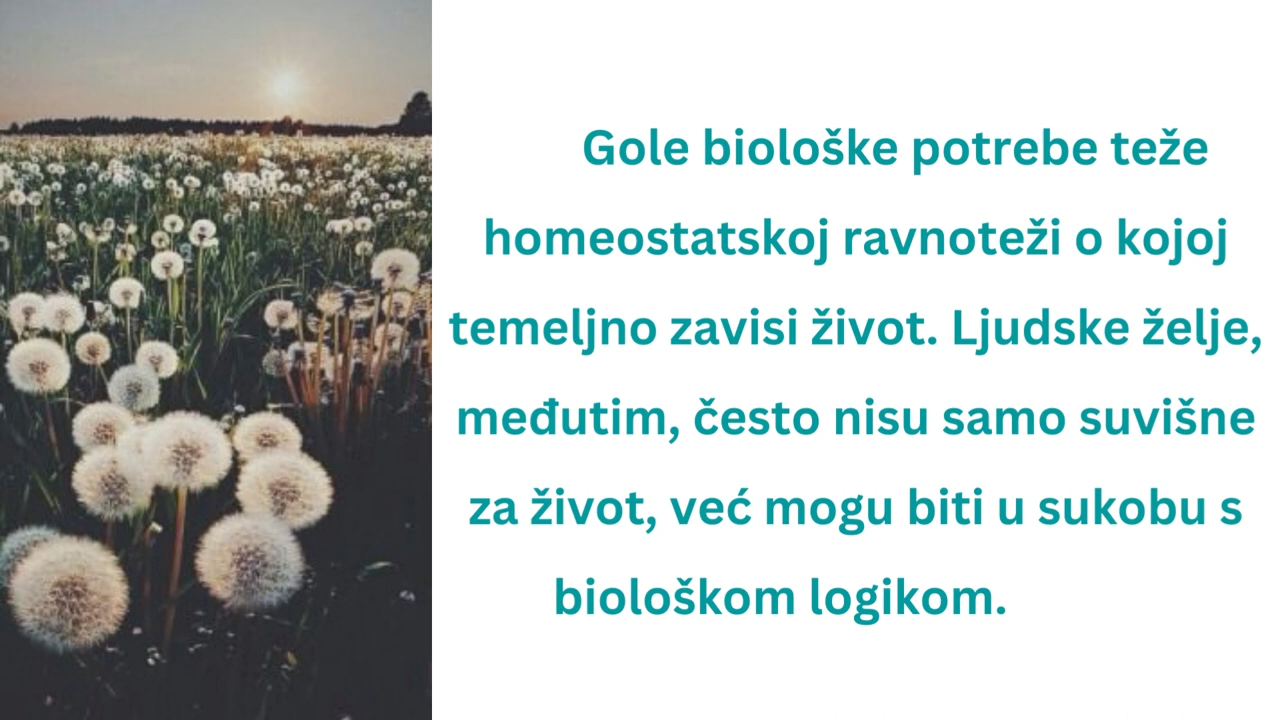 Gole biološke potrebe teže
homeostatskoj ravnoteži o kojoj
temeljno zavisi život. Ljudske želje,
međutim, često nisu samo suvišne
za život, već mogu biti u sukobu s
biološkom logikom.